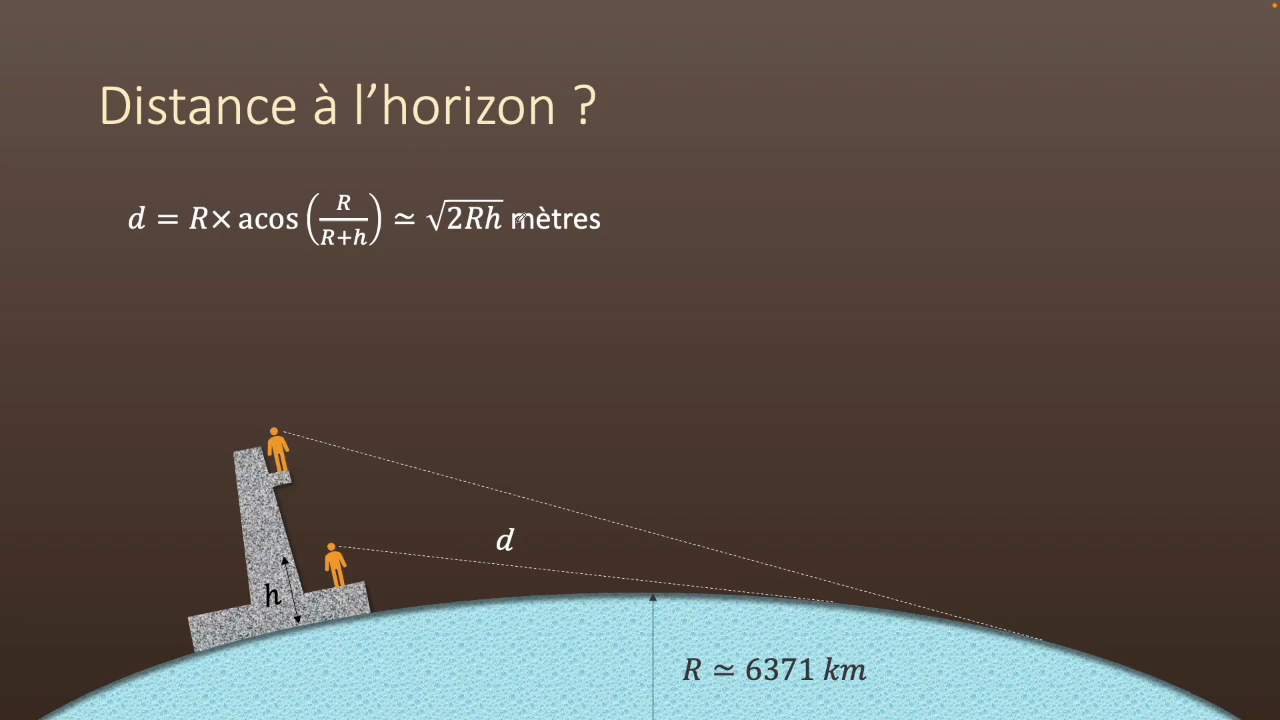 Distance à l’horizon ?
d = R× acos (R/(R+h)) ≃ √(2Rh) mètres
d
h
R ≃ 6371 km